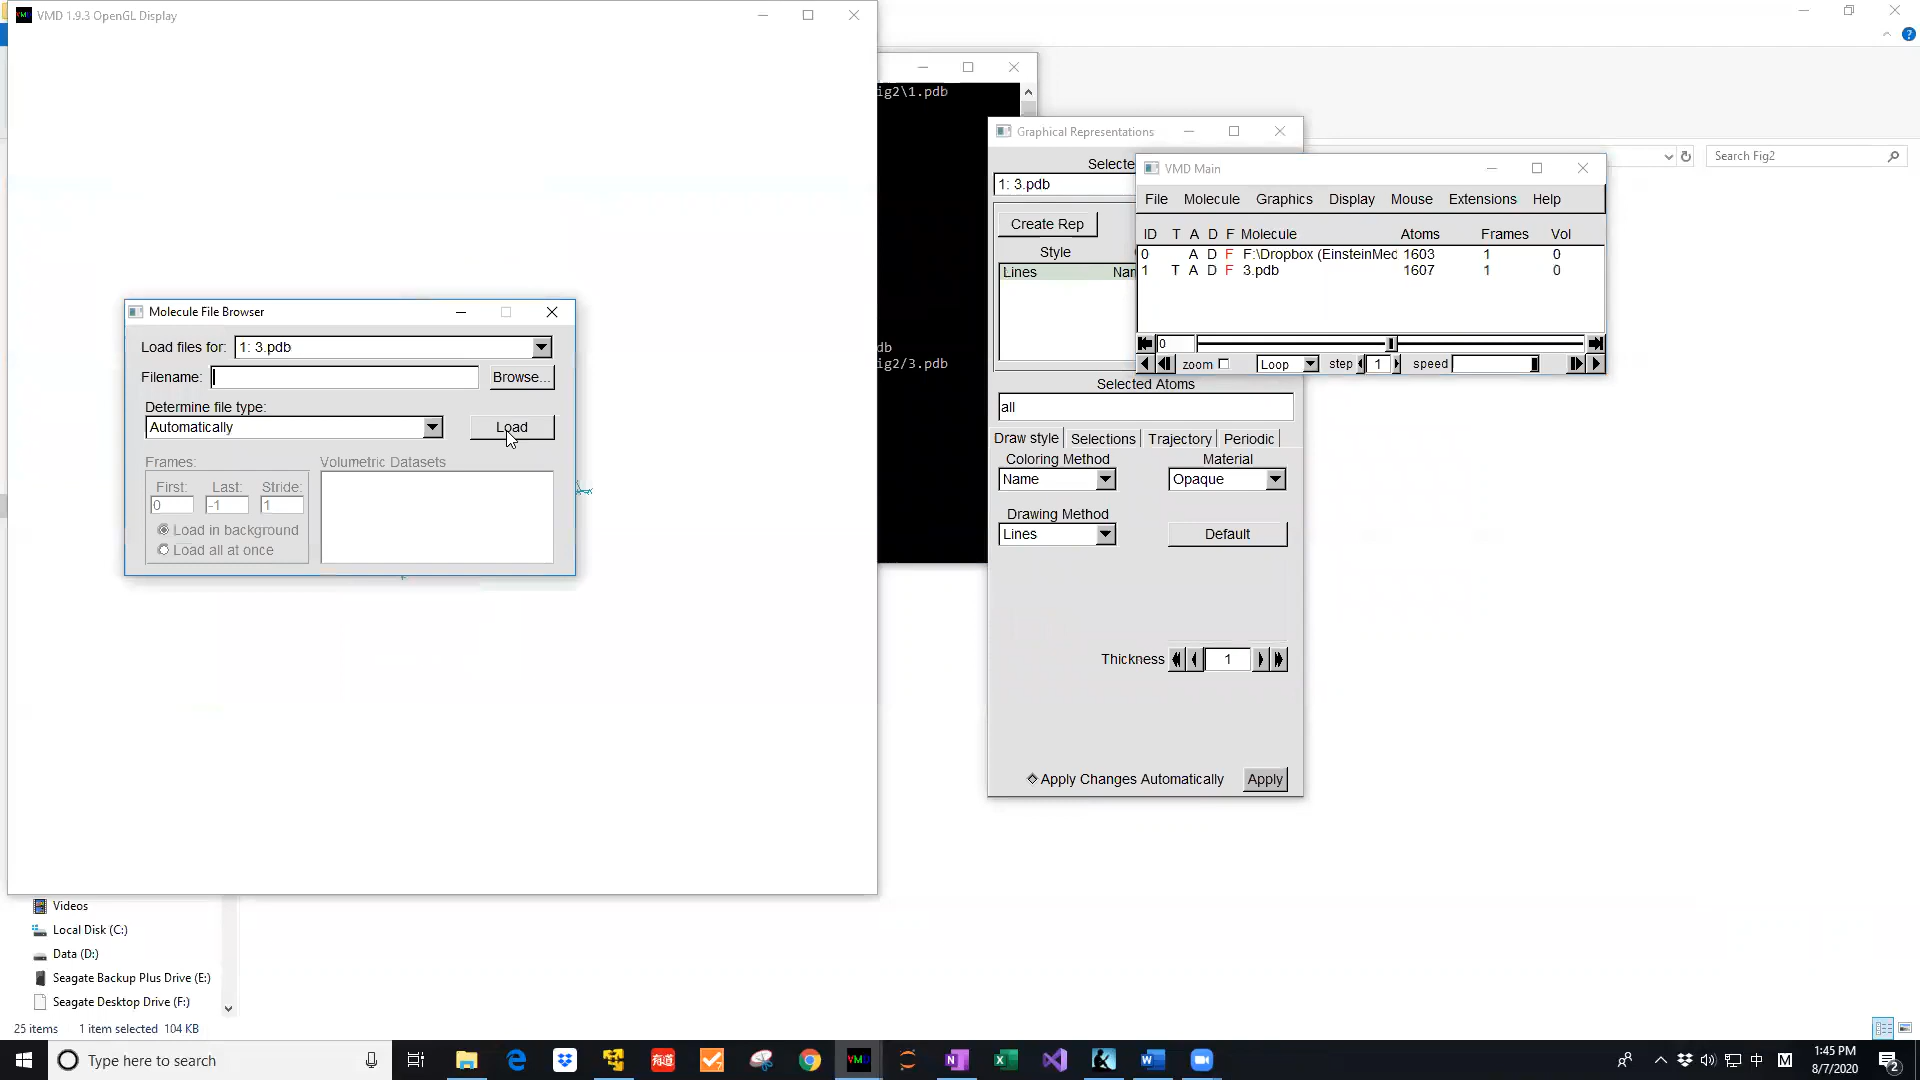 VMD 1.9.3 OpenGL Display
ig2\1.pdb
db
ig2/3.pdb
Graphical Representations
Selecte
1: 3.pdb
Create Rep
Style
Lines Nan
Selected Atoms
all
Draw style Selections Trajectory Periodic
Coloring Method Material
Name Opaque
Drawing Method
Lines Default
Thickness 1
Apply Changes Automatically Apply
VMD Main
File Molecule Graphics Display Mouse Extensions Help
ID T A D F Molecule Atoms Frames Vol
0 A D F F:\Dropbox (EinsteinMed 1603 1 0
1 T A D F 3.pdb 1607 1 0
0
zoom Loop step 1 speed
Search Fig2
Molecule File Browser
Load files for: 1: 3.pdb
Filename: Browse...
Determine file type:
Automatically Load
Frames: Volumetric Datasets
First: Last: Stride:
0 -1 1
Load in background
Load all at once
Videos
Local Disk (C:)
Data (D:)
Seagate Backup Plus Drive (E:)
Seagate Desktop Drive (F:)
25 items 1 item selected 104 KB
Type here to search
有道
VMD
中
M
1:45 PM
8/7/2020
2